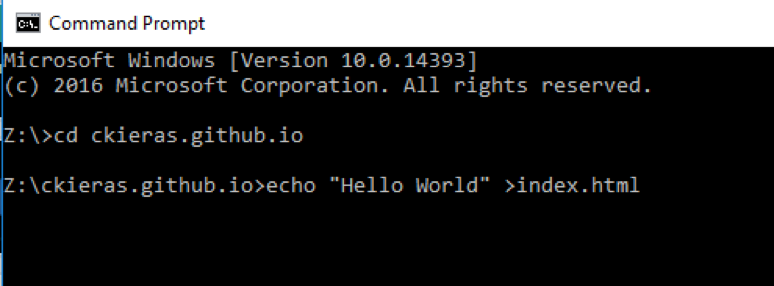 Command Prompt
Microsoft Windows [Version 10.0.14393]
(c) 2016 Microsoft Corporation. All rights reserved.
Z:\>cd ckieras.github.io
Z:\ckieras.github.io>echo "Hello World" >index.html